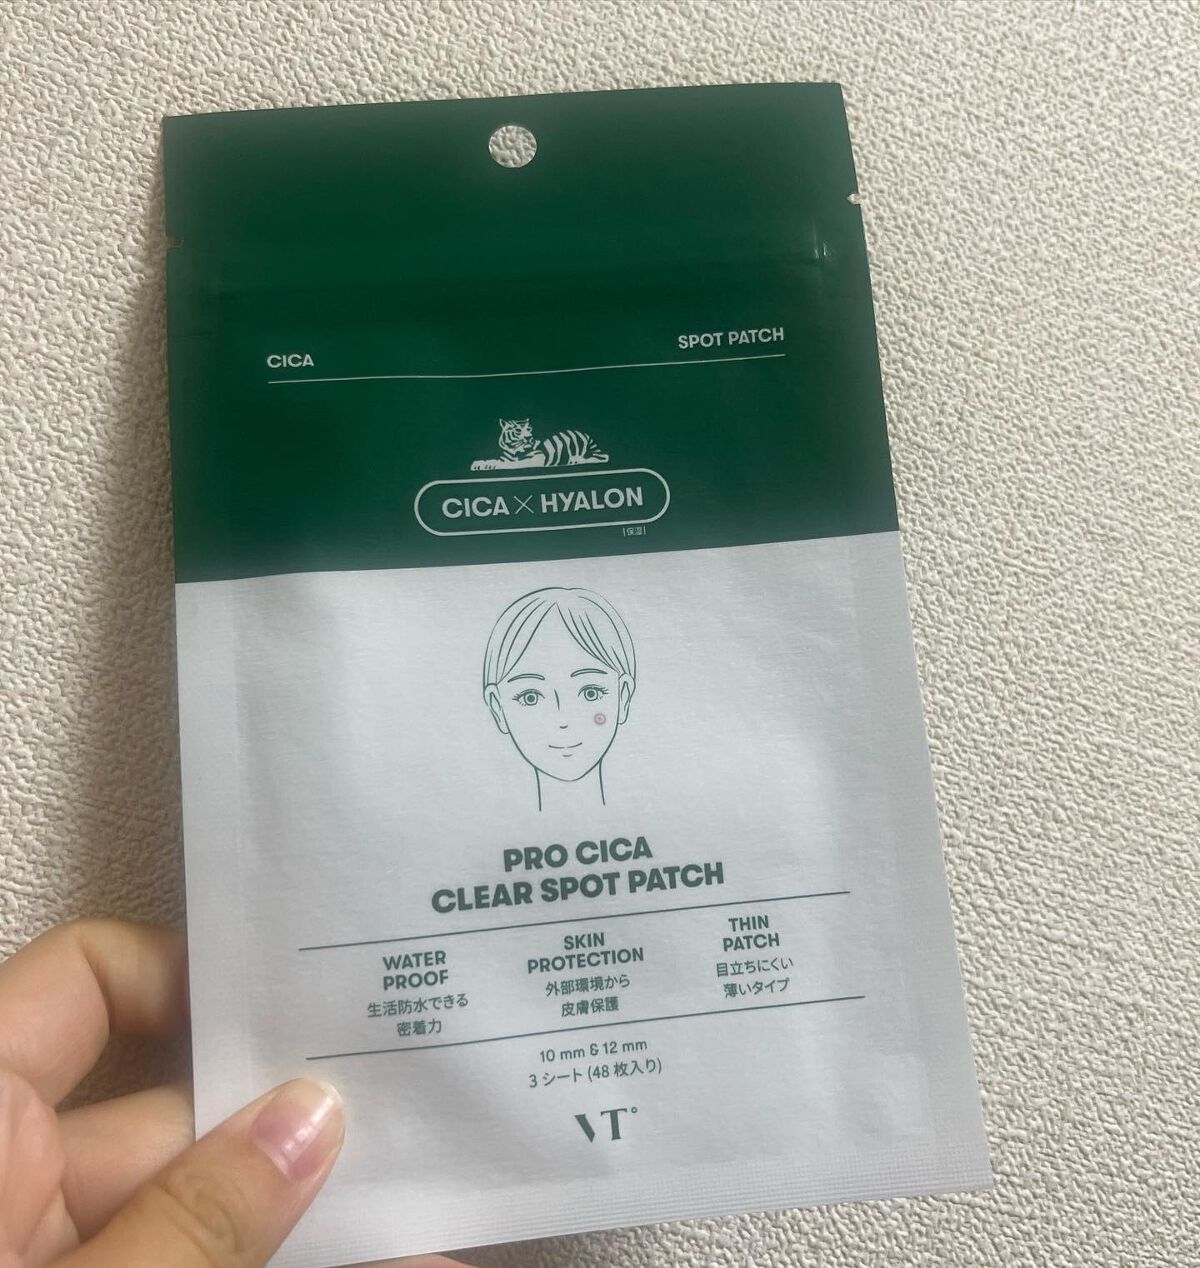 CICA
SPOT PATCH
CICA×HYALON
[保湿]
PRO CICA
CLEAR SPOT PATCH
WATER
PROOF
生活防水できる
密着力
SKIN
PROTECTION
外部環境から
皮膚保護
THIN
PATCH
目立ちにくい
薄いタイプ
10 mm & 12 mm
3 シート (48 枚入り)
VT°